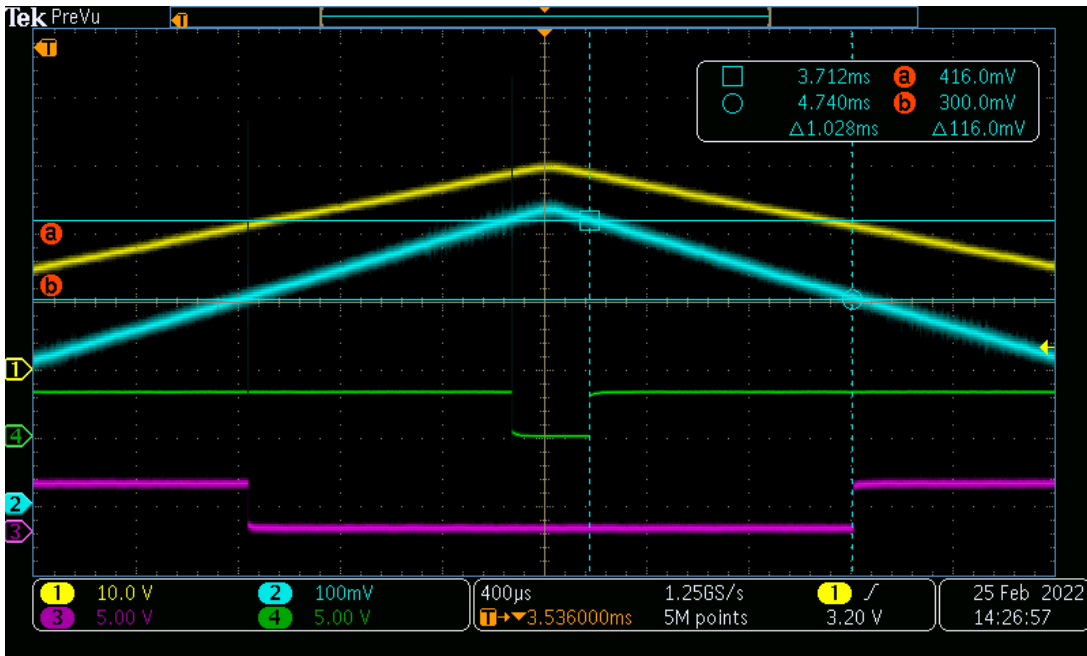 Tek PreVu
T
T
3.712ms a 416.0mV
4.740ms b 300.0mV
Δ1.028ms Δ116.0mV
a
b
1
4
2
3
1 10.0 V 2 100mV 400µs 1.25GS/s 1 25 Feb 2022
3 5.00 V 4 5.00 V T→▼3.536000ms 5M points 3.20 V 14:26:57